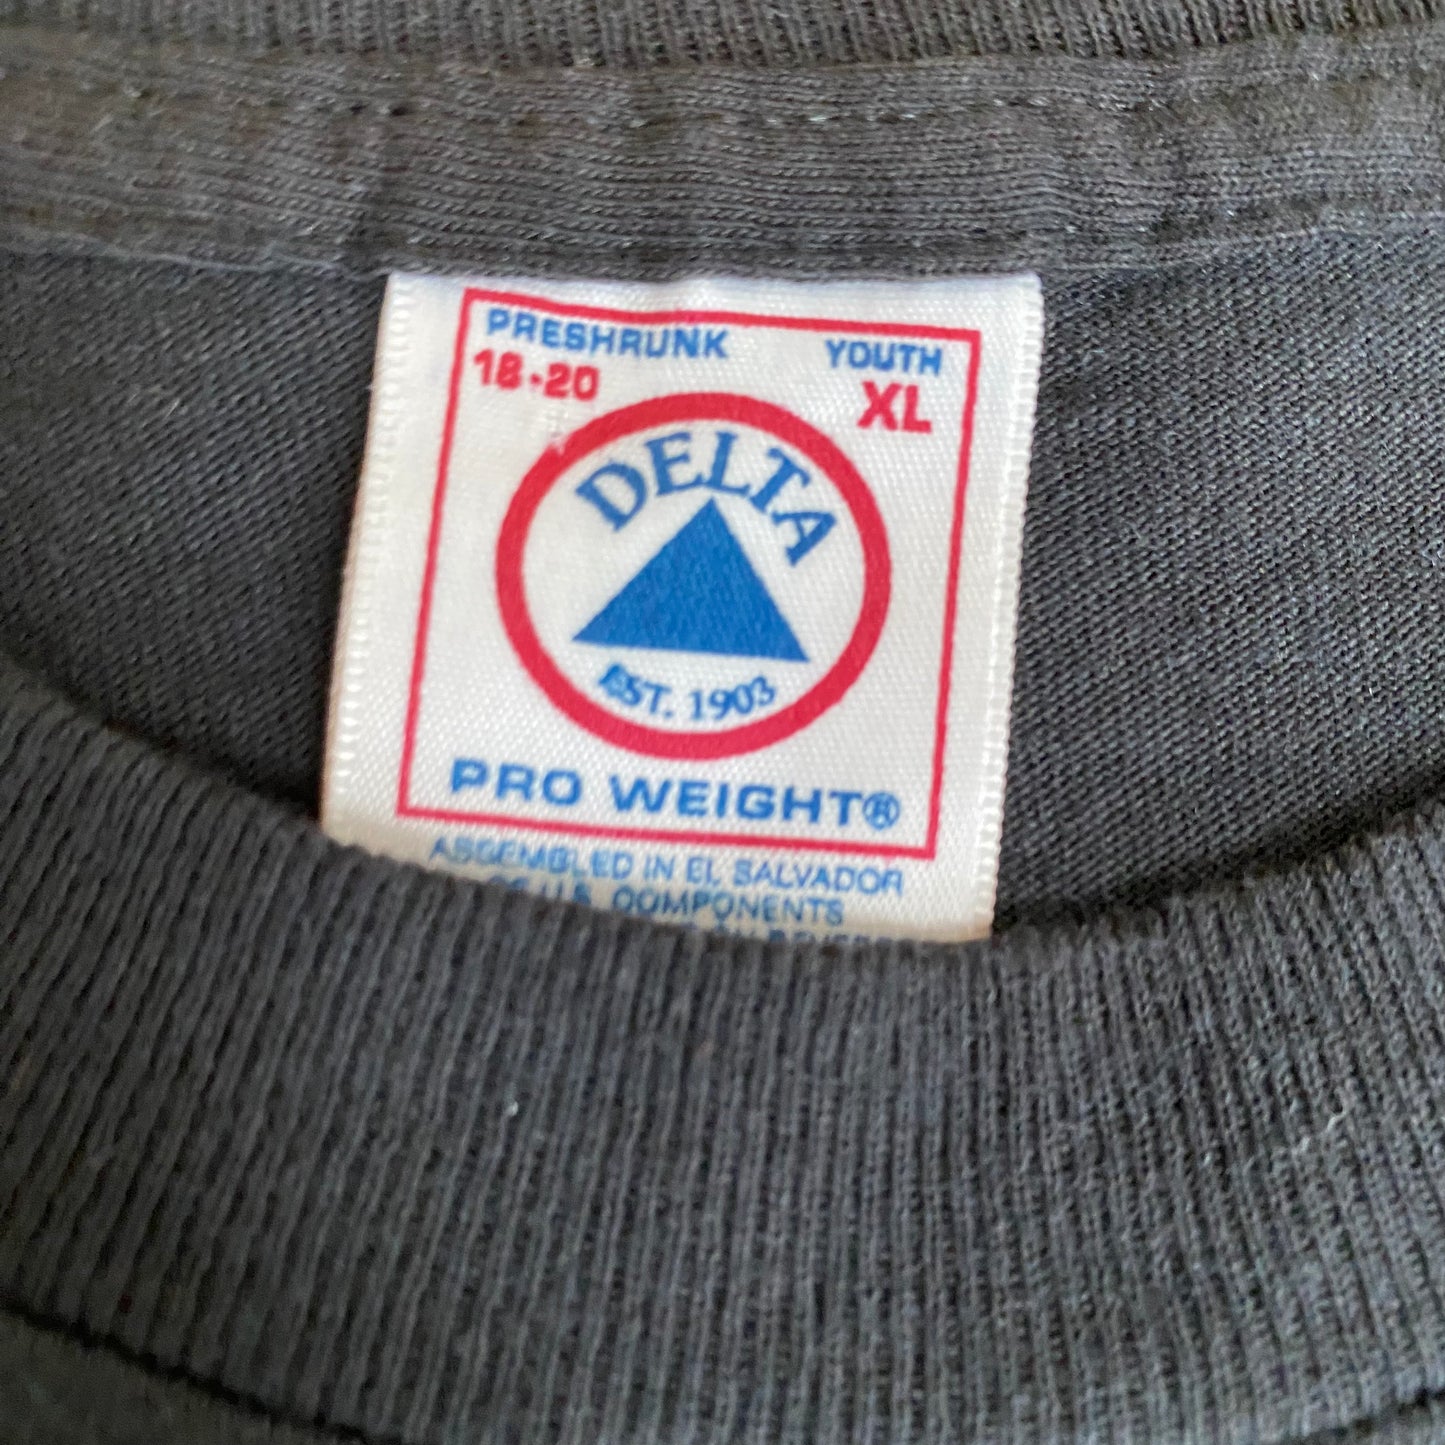 PRESHRUNK YOUTH
18-20 XL
DELTA
EST. 1903
PRO WEIGHT®
ASSEMBLED IN EL SALVADOR
OF U.S. COMPONENTS